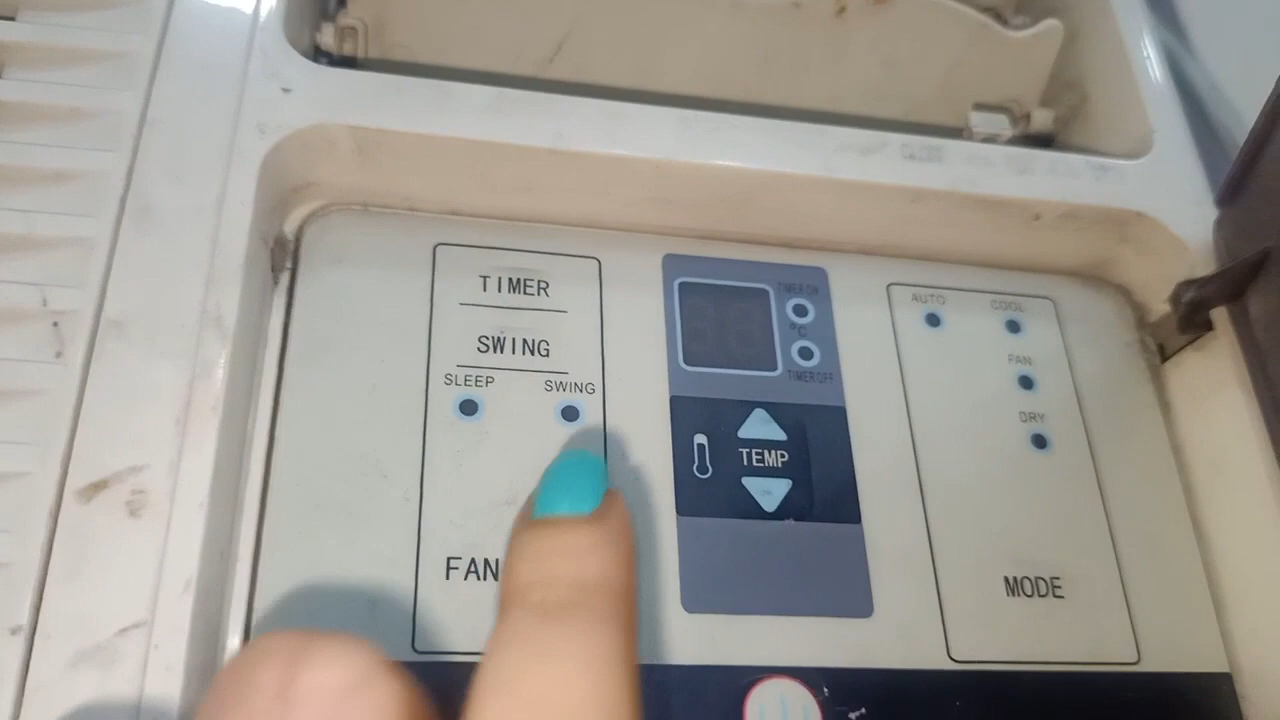 TIMER
SWING
SLEEP SWING
FAN
TIMER ON
°C
TIMER OFF
TEMP
AUTO COOL
FAN
DRY
MODE